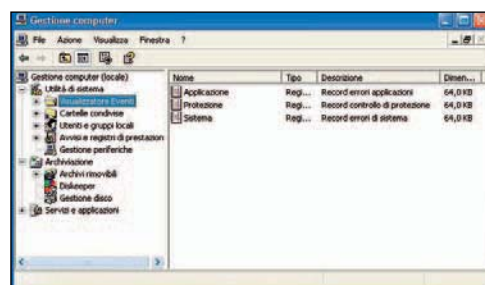 Gestione computer
File Azione Visualizza Finestra ?
Gestione computer (locale)
Utilità di sistema
Visualizzatore Eventi
Cartelle condivise
Utenti e gruppi locali
Avvisi e registri di prestazion
Gestione periferiche
Archiviazione
Archivi rimovibili
Diskeeper
Gestione disco
Servizi e applicazioni
Nome Tipo Descrizione Dimen...
Applicazione Regi... Record errori applicazioni 64,0 KB
Protezione Regi... Record controllo di protezione 64,0 KB
Sistema Regi... Record errori di sistema 64,0 KB